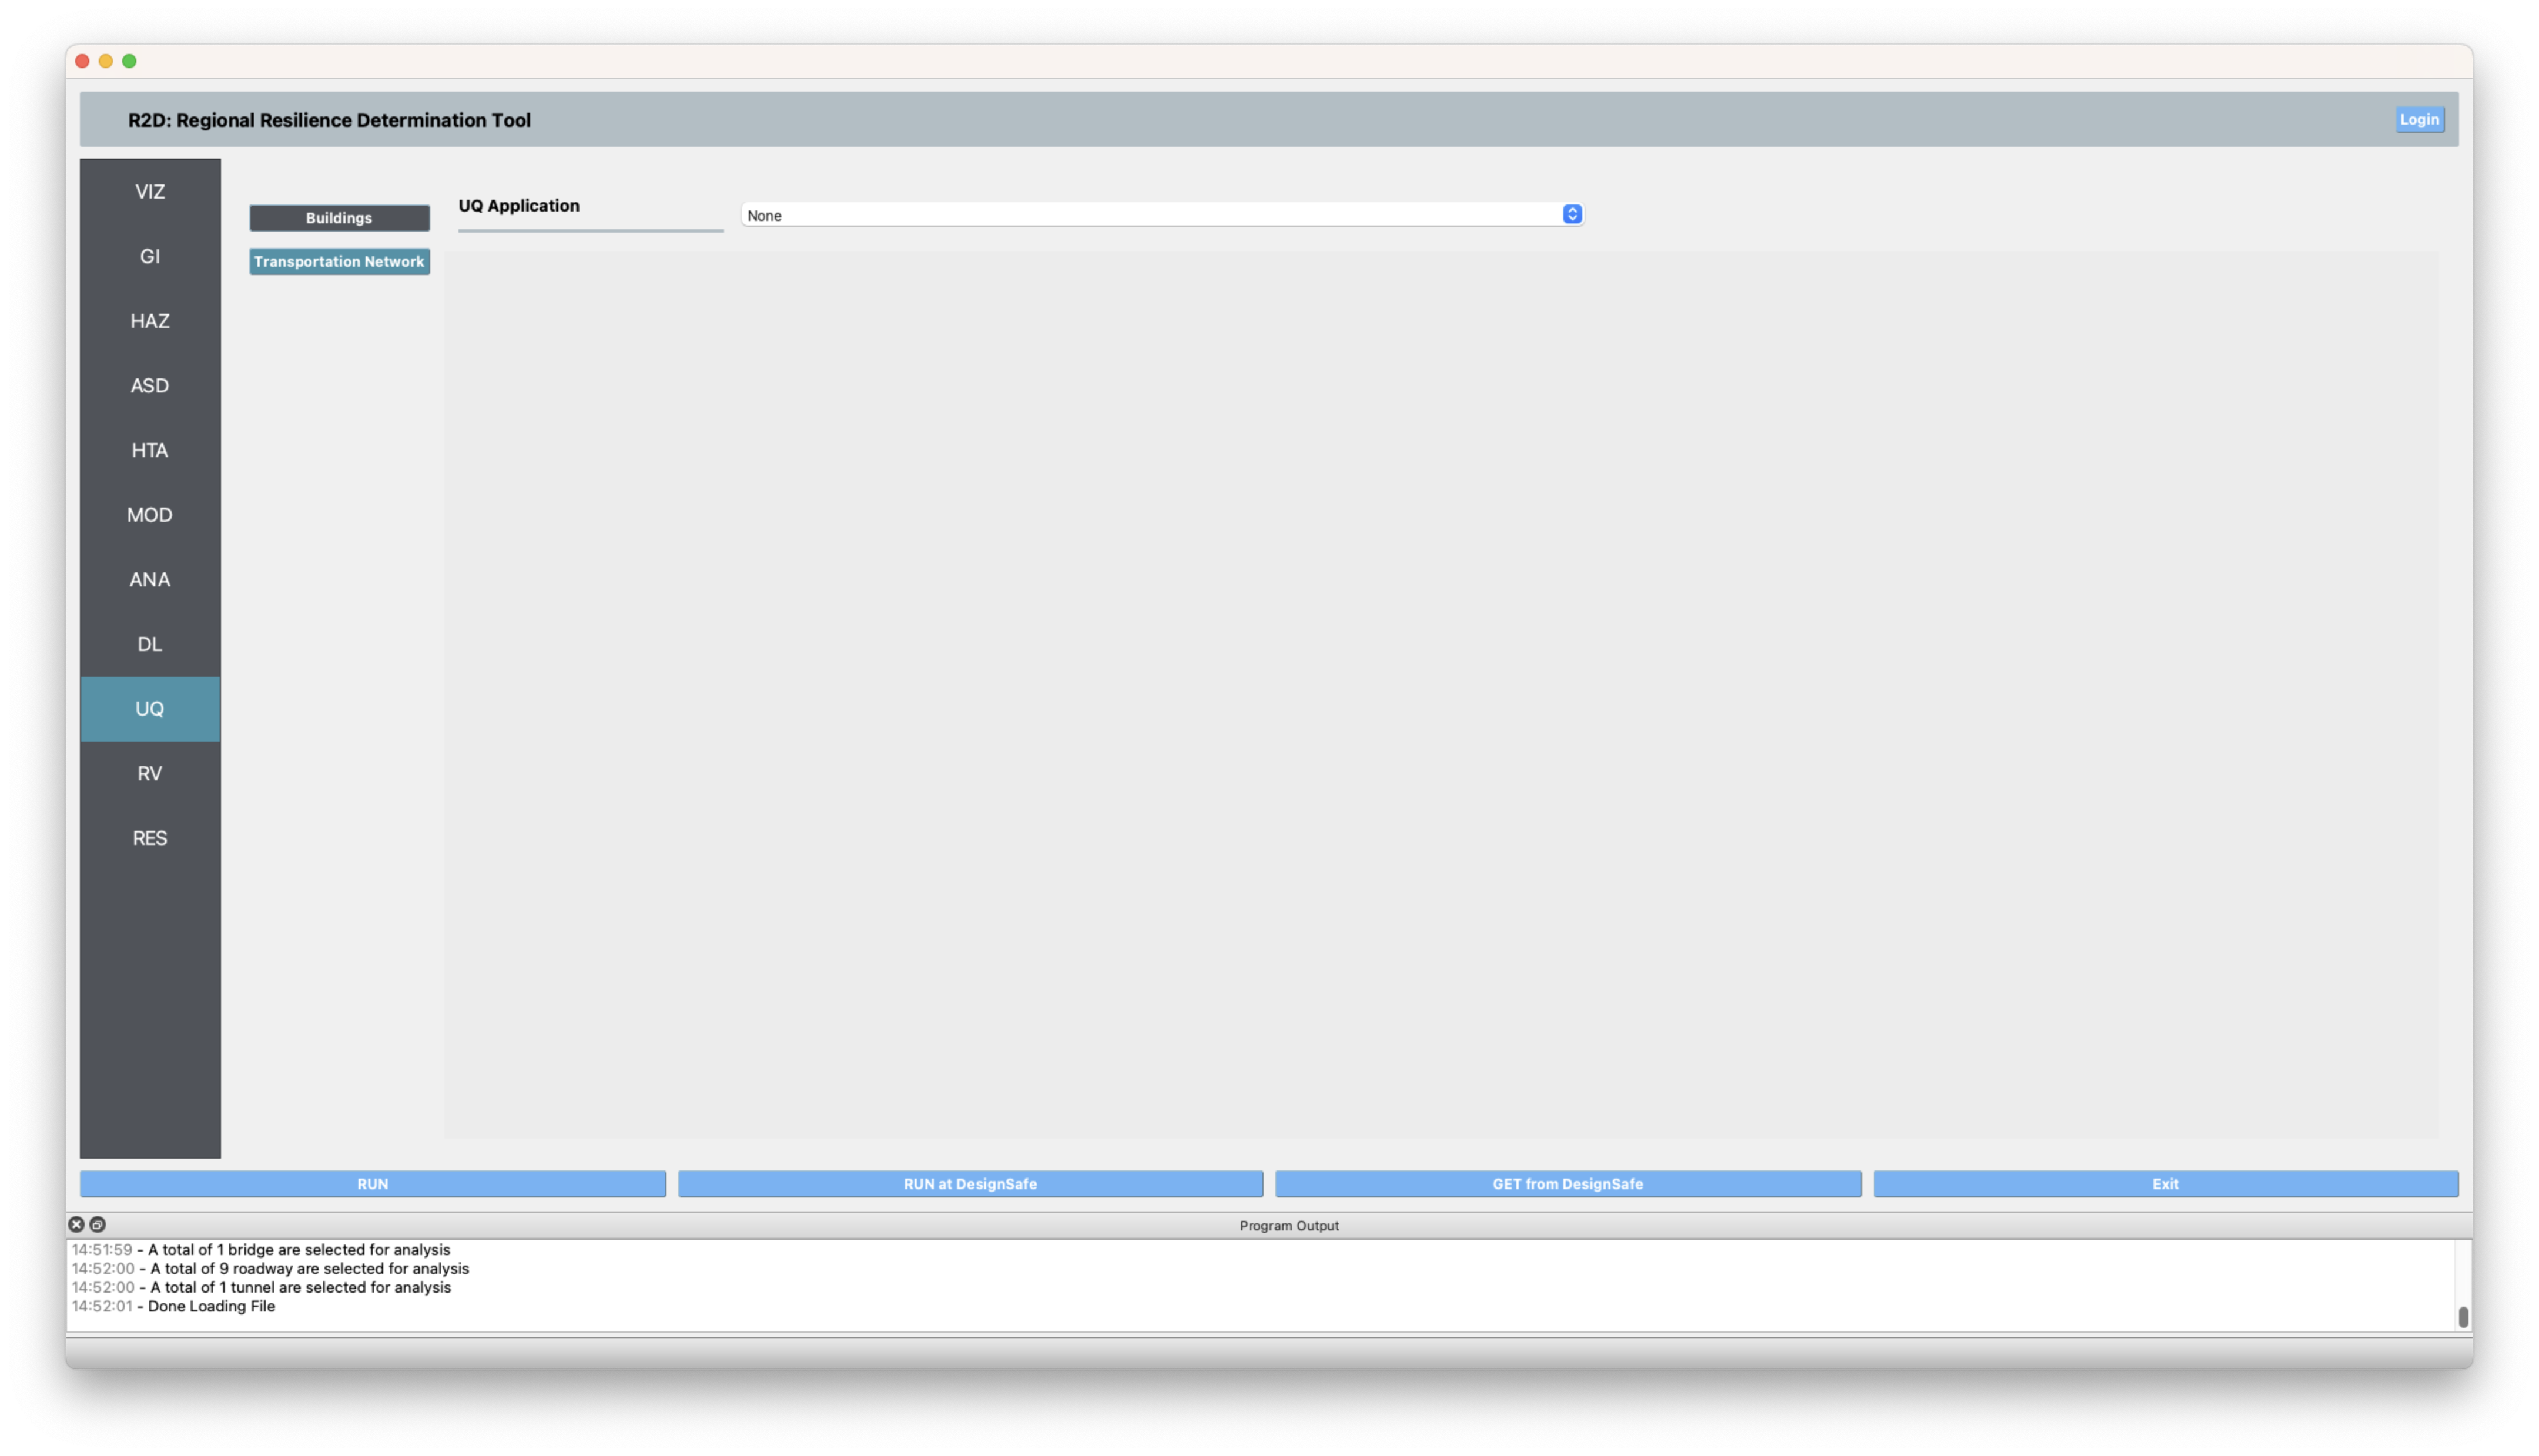 R2D: Regional Resilience Determination Tool
Login
VIZ
GI
HAZ
ASD
HTA
MOD
ANA
DL
UQ
RV
RES
Buildings
Transportation Network
UQ Application
None
RUN
RUN at DesignSafe
GET from DesignSafe
Exit
Program Output
14:51:59 - A total of 1 bridge are selected for analysis
14:52:00 - A total of 9 roadway are selected for analysis
14:52:00 - A total of 1 tunnel are selected for analysis
14:52:01 - Done Loading File